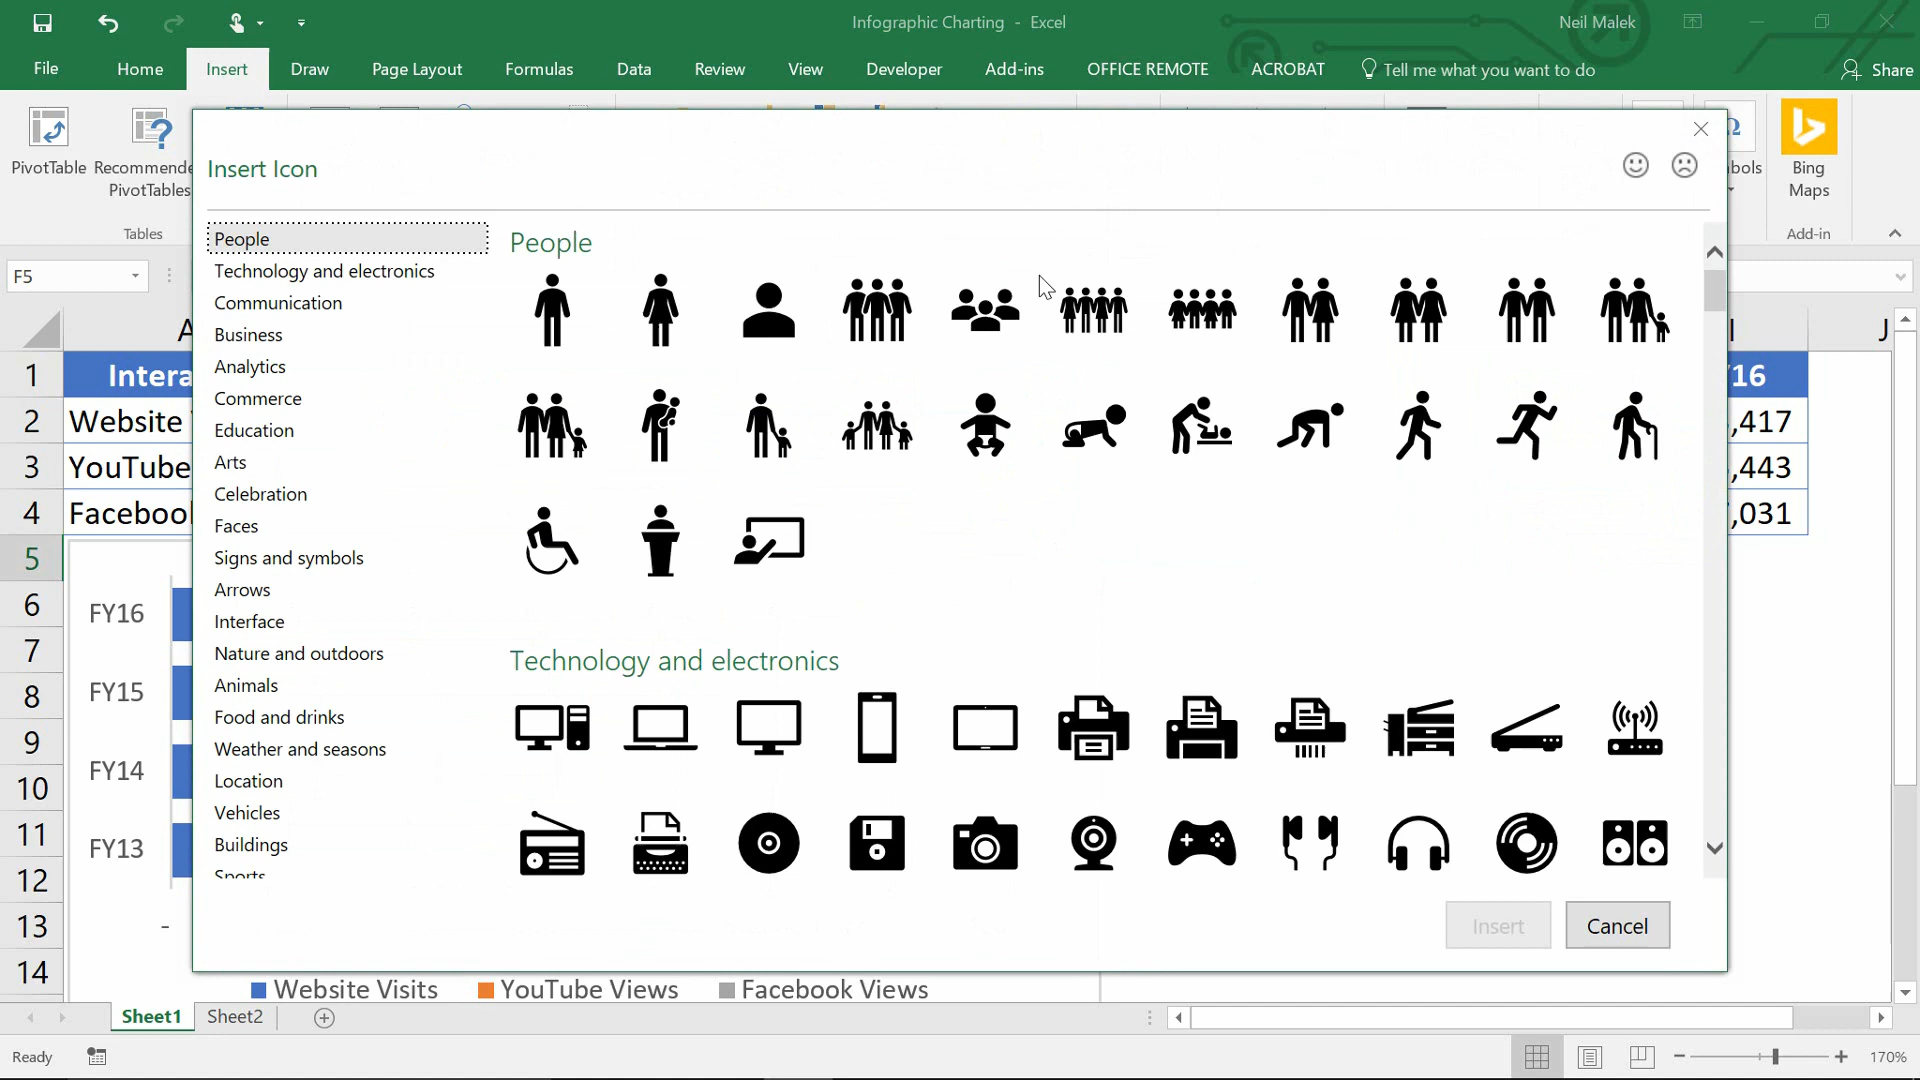 Infographic Charting - Excel
Neil Malek
File Home Insert Draw Page Layout Formulas Data Review View Developer Add-ins OFFICE REMOTE ACROBAT Tell me what you want to do Share
PivotTable
Recommende
PivotTables
Tables
bols
Bing
Maps
Add-in
Insert Icon
F5
People
Technology and electronics
Communication
Business
Analytics
Commerce
Education
Arts
Celebration
Faces
Signs and symbols
Arrows
Interface
Nature and outdoors
Animals
Food and drinks
Weather and seasons
Location
Vehicles
Buildings
Sports
People
Technology and electronics
Insert Cancel
A I J
1 Intera 16
2 Website ,417
3 YouTube ,443
4 Facebook ,031
5
6 FY16
7
8 FY15
9
10 FY14
11 FY13
12
13 -
14
Website Visits YouTube Views Facebook Views
Sheet1 Sheet2
Ready
170%